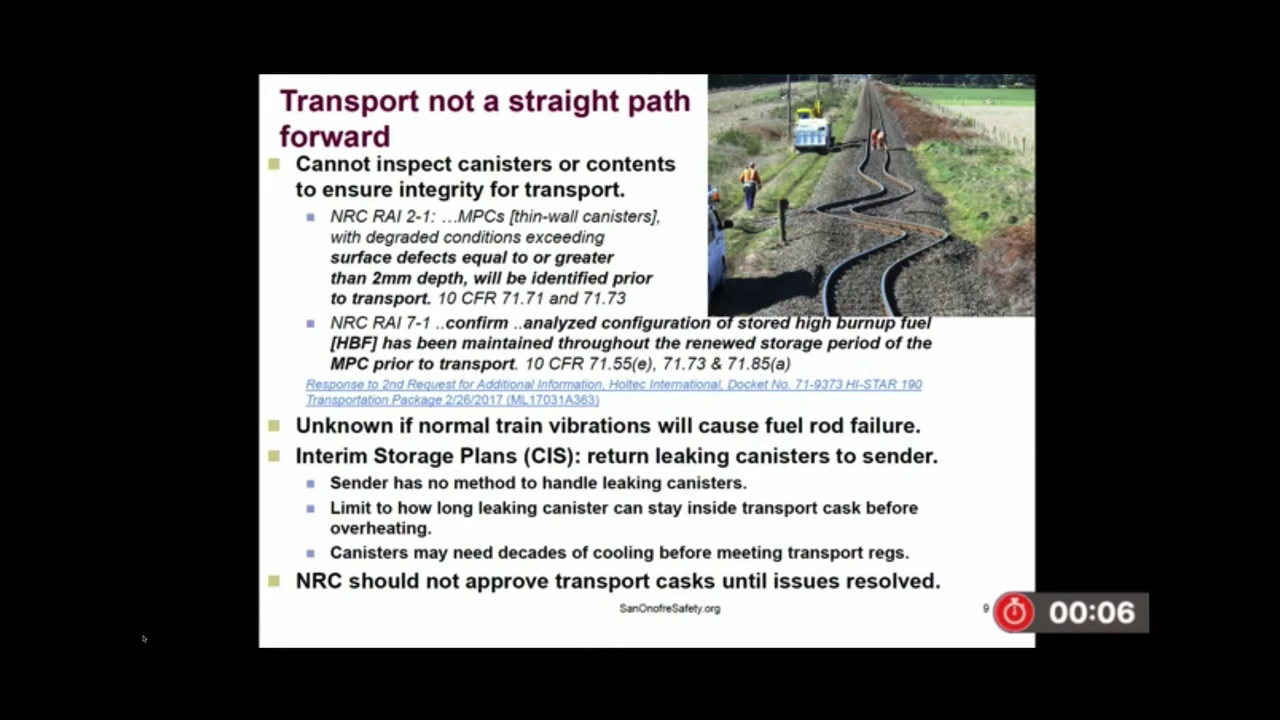 Transport not a straight path
forward
Cannot inspect canisters or contents
to ensure integrity for transport.
NRC RAI 2-1: …MPCs [thin-wall canisters],
with degraded conditions exceeding
surface defects equal to or greater
than 2mm depth, will be identified prior
to transport. 10 CFR 71.71 and 71.73
NRC RAI 7-1 ..confirm ..analyzed configuration of stored high burnup fuel
[HBF] has been maintained throughout the renewed storage period of the
MPC prior to transport. 10 CFR 71.55(e), 71.73 & 71.85(a)
Response to 2nd Request for Additional Information, Holtec International, Docket No. 71-9373 HI-STAR 190
Transportation Package 2/26/2017 (ML17031A363)
Unknown if normal train vibrations will cause fuel rod failure.
Interim Storage Plans (CIS): return leaking canisters to sender.
Sender has no method to handle leaking canisters.
Limit to how long leaking canister can stay inside transport cask before
overheating.
Canisters may need decades of cooling before meeting transport regs.
NRC should not approve transport casks until issues resolved.
SanOnofreSafety.org
9
00:06